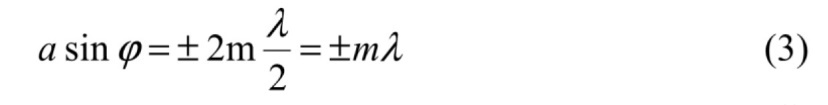 a sin φ = ± 2m λ/2 = ±mλ (3)